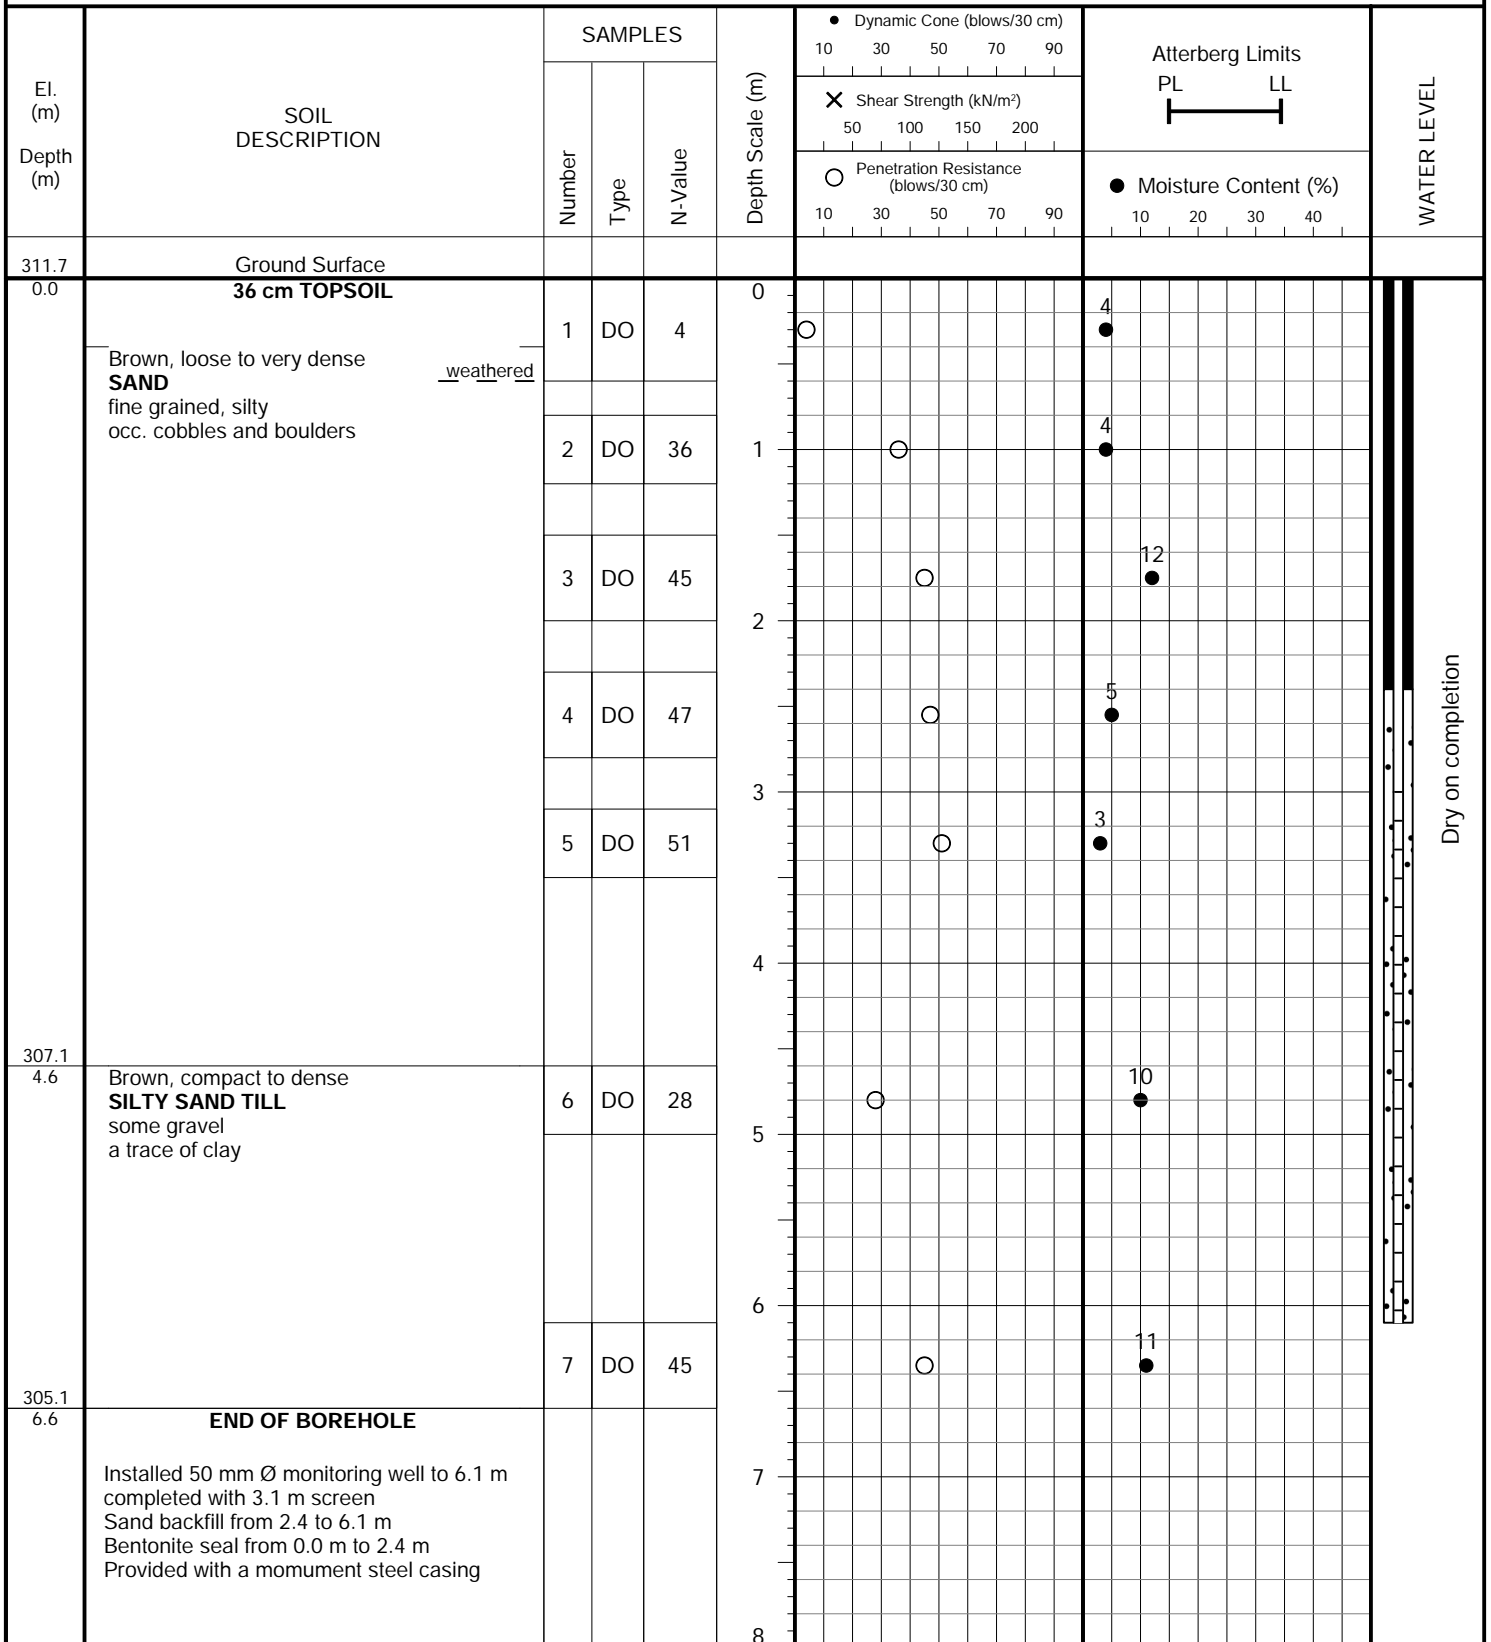 El.
(m)
Depth
(m)
SOIL
DESCRIPTION
SAMPLES
Number
Type
N-Value
Depth Scale (m)
Dynamic Cone (blows/30 cm)
10 30 50 70 90
Shear Strength (kN/m²)
50 100 150 200
Penetration Resistance
(blows/30 cm)
10 30 50 70 90
Atterberg Limits
PL LL
Moisture Content (%)
10 20 30 40
WATER LEVEL
311.7 Ground Surface
0.0 36 cm TOPSOIL 0
4
1 DO 4
Brown, loose to very dense
weathered
SAND
fine grained, silty
occ. cobbles and boulders
4
2 DO 36 1
12
3 DO 45
2
5
4 DO 47
Dry on completion
3
3
5 DO 51
4
307.1
4.6 Brown, compact to dense 10
SILTY SAND TILL
6 DO 28
some gravel
5
a trace of clay
6
11
7 DO 45
305.1
6.6 END OF BOREHOLE
Installed 50 mm Ø monitoring well to 6.1 m
7
completed with 3.1 m screen
Sand backfill from 2.4 to 6.1 m
Bentonite seal from 0.0 m to 2.4 m
Provided with a momument steel casing
8